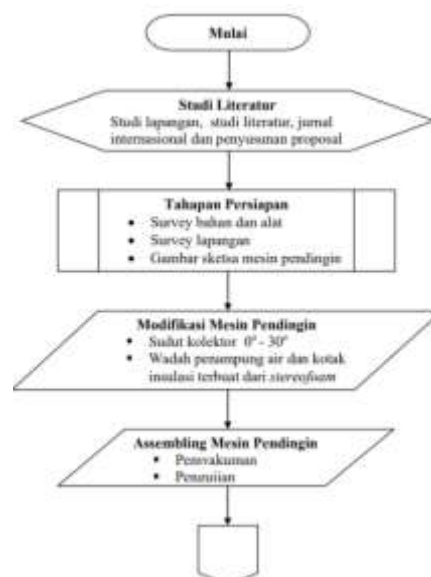 Mulai
Studi Literatur
Studi lapangan, studi literatur, jurnal
internasional dan penyusunan proposal
Tahapan Persiapan
• Survey bahan dan alat
• Survey lapangan
• Gambar sketsa mesin pendingin
Modifikasi Mesin Pendingin
▪ Sudut kolektor 0° - 30°
▪ Wadah penampung air dan kotak
insulasi terbuat dari stereofoam
Assembling Mesin Pendingin
▪ Pemvakuman
▪ Pengujian